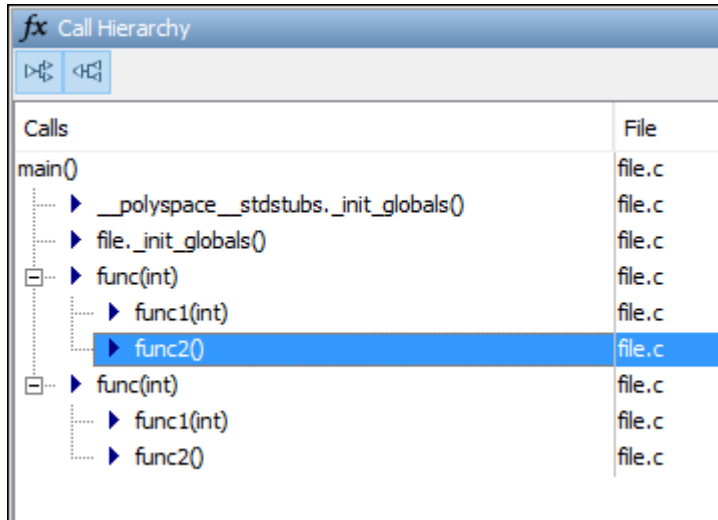 fx Call Hierarchy
Calls File
main() file.c
__polyspace__stdstubs._init_globals() file.c
file._init_globals() file.c
func(int) file.c
func1(int) file.c
func2() file.c
func(int) file.c
func1(int) file.c
func2() file.c